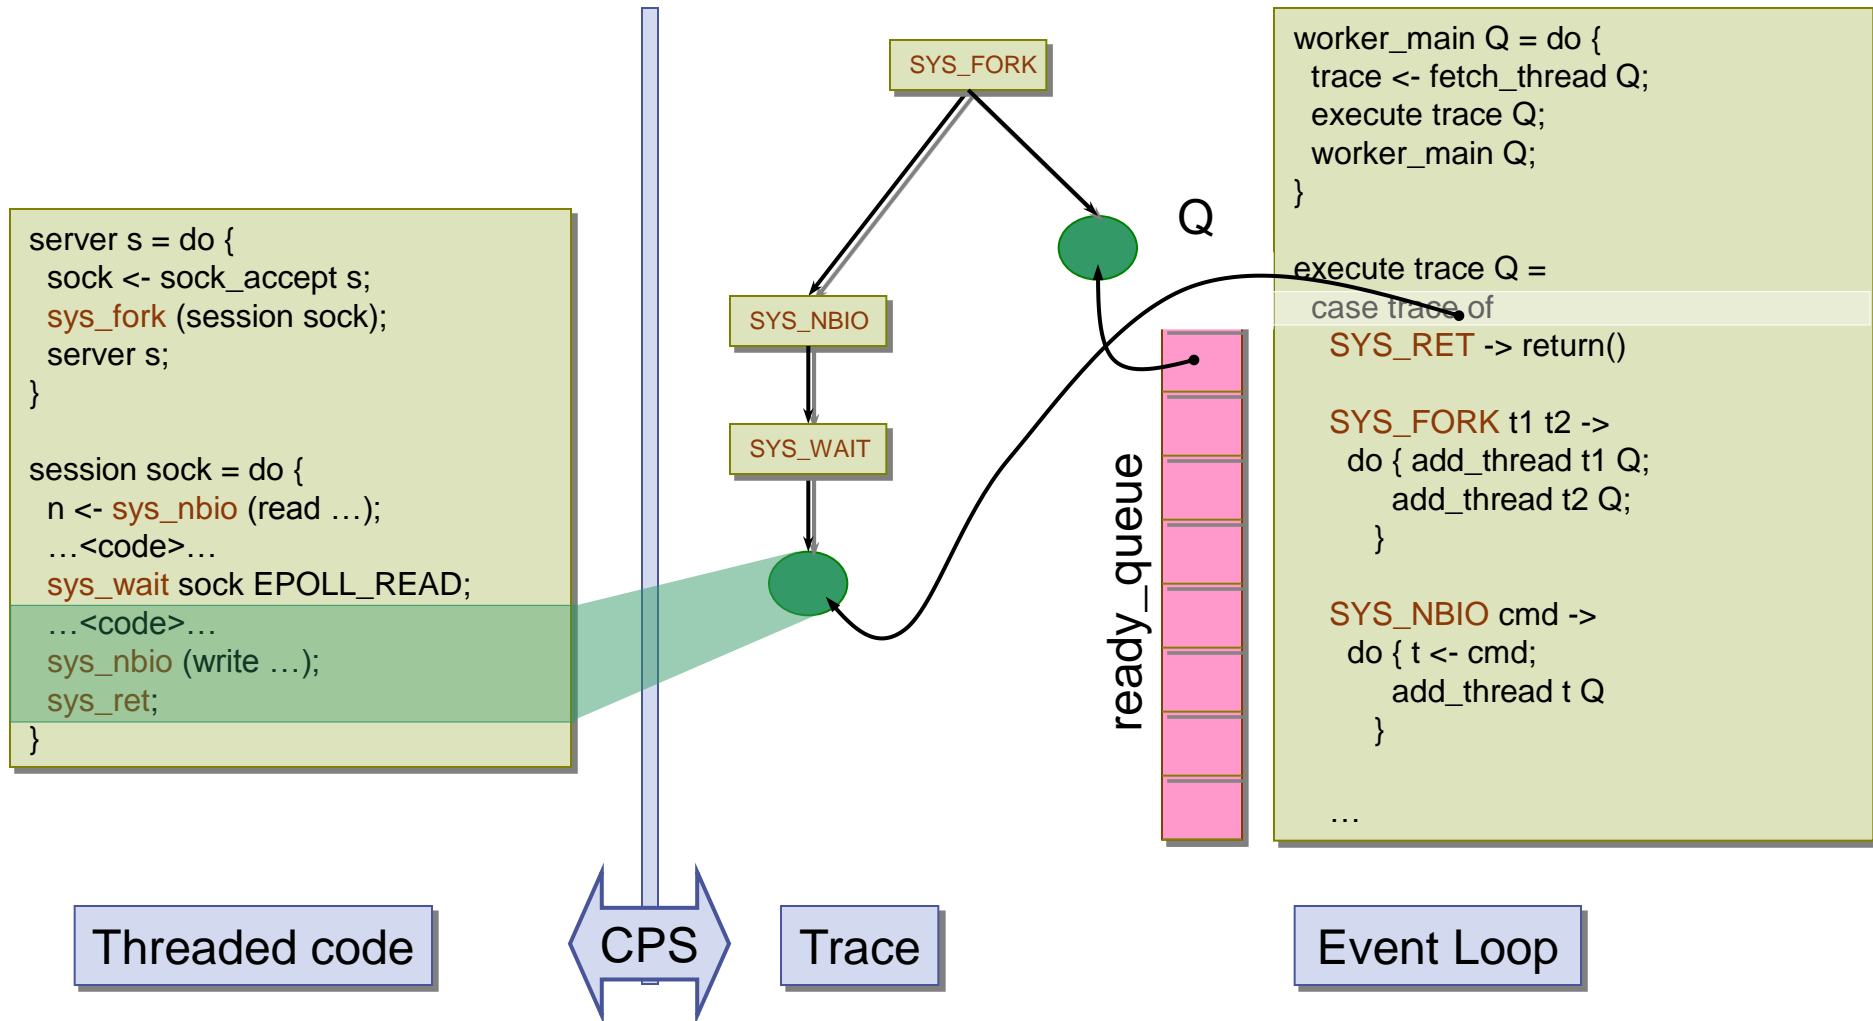 server s = do {
sock <- sock_accept s;
sys_fork (session sock);
server s;
}
session sock = do {
n <- sys_nbio (read …);
…<code>…
sys_wait sock EPOLL_READ;
…<code>…
sys_nbio (write …);
sys_ret;
}
SYS_FORK
SYS_NBIO
SYS_WAIT
Q
ready_queue
worker_main Q = do {
trace <- fetch_thread Q;
execute trace Q;
worker_main Q;
}
execute trace Q =
case trace of
SYS_RET -> return()
SYS_FORK t1 t2 ->
do { add_thread t1 Q;
add_thread t2 Q;
}
SYS_NBIO cmd ->
do { t <- cmd;
add_thread t Q
}
…
Threaded code
CPS
Trace
Event Loop